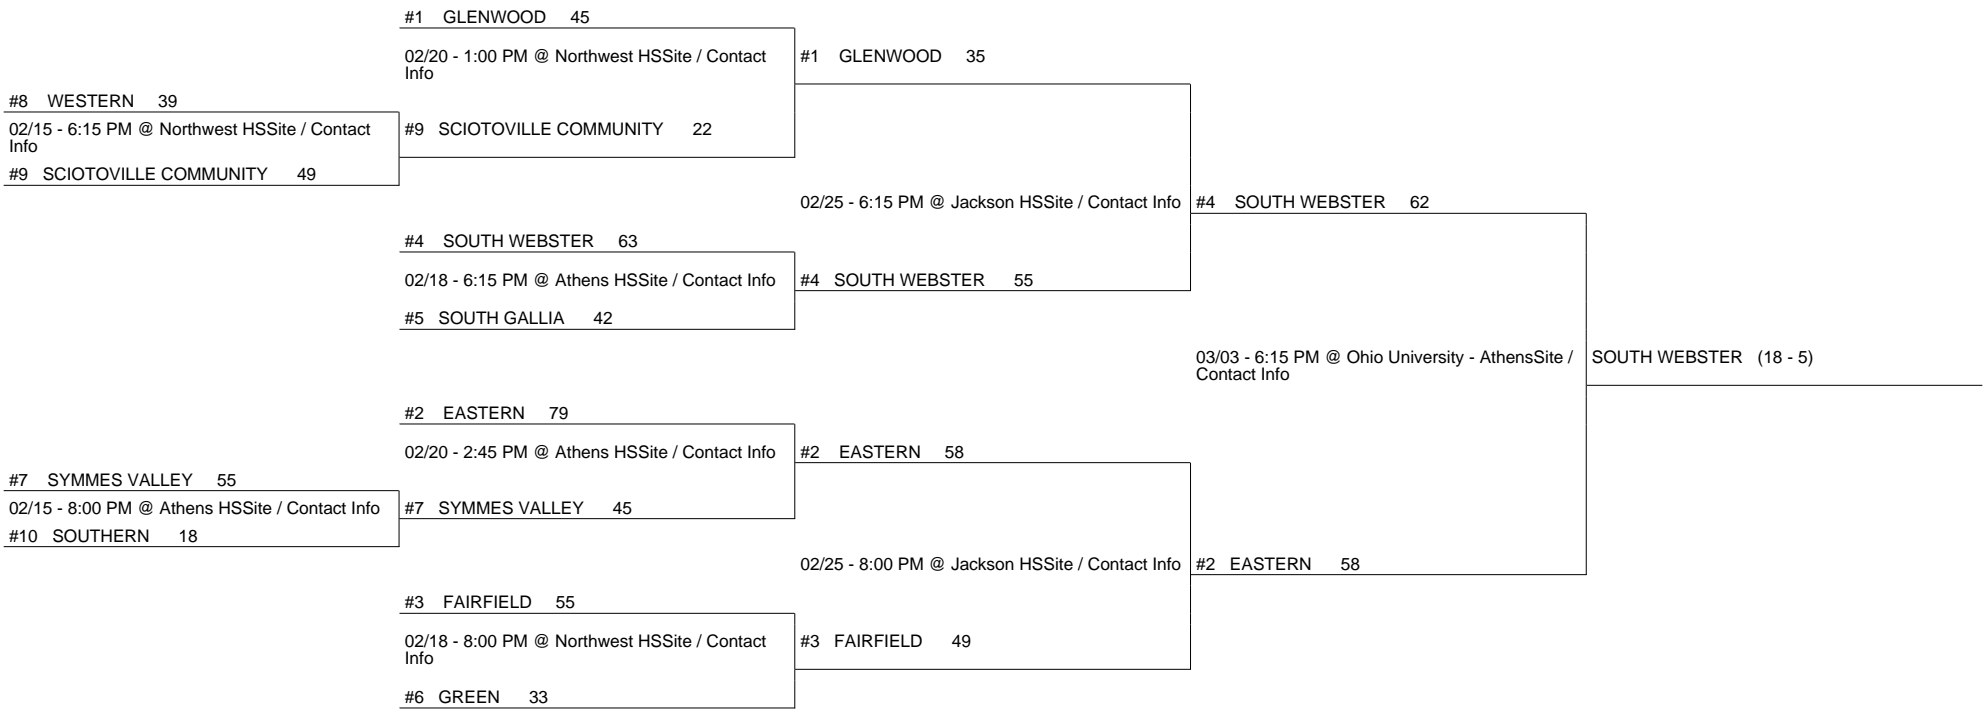 #1 GLENWOOD 45
02/20 - 1:00 PM @ Northwest HSSite / Contact
Info
#1 GLENWOOD 35
#8 WESTERN 39
02/15 - 6:15 PM @ Northwest HSSite / Contact
Info
#9 SCIOTOVILLE COMMUNITY 22
#9 SCIOTOVILLE COMMUNITY 49
02/25 - 6:15 PM @ Jackson HSSite / Contact Info
#4 SOUTH WEBSTER 62
#4 SOUTH WEBSTER 63
02/18 - 6:15 PM @ Athens HSSite / Contact Info
#4 SOUTH WEBSTER 55
#5 SOUTH GALLIA 42
03/03 - 6:15 PM @ Ohio University - AthensSite /
Contact Info
SOUTH WEBSTER (18 - 5)
#2 EASTERN 79
02/20 - 2:45 PM @ Athens HSSite / Contact Info
#2 EASTERN 58
#7 SYMMES VALLEY 55
02/15 - 8:00 PM @ Athens HSSite / Contact Info
#7 SYMMES VALLEY 45
#10 SOUTHERN 18
02/25 - 8:00 PM @ Jackson HSSite / Contact Info
#2 EASTERN 58
#3 FAIRFIELD 55
02/18 - 8:00 PM @ Northwest HSSite / Contact
Info
#3 FAIRFIELD 49
#6 GREEN 33